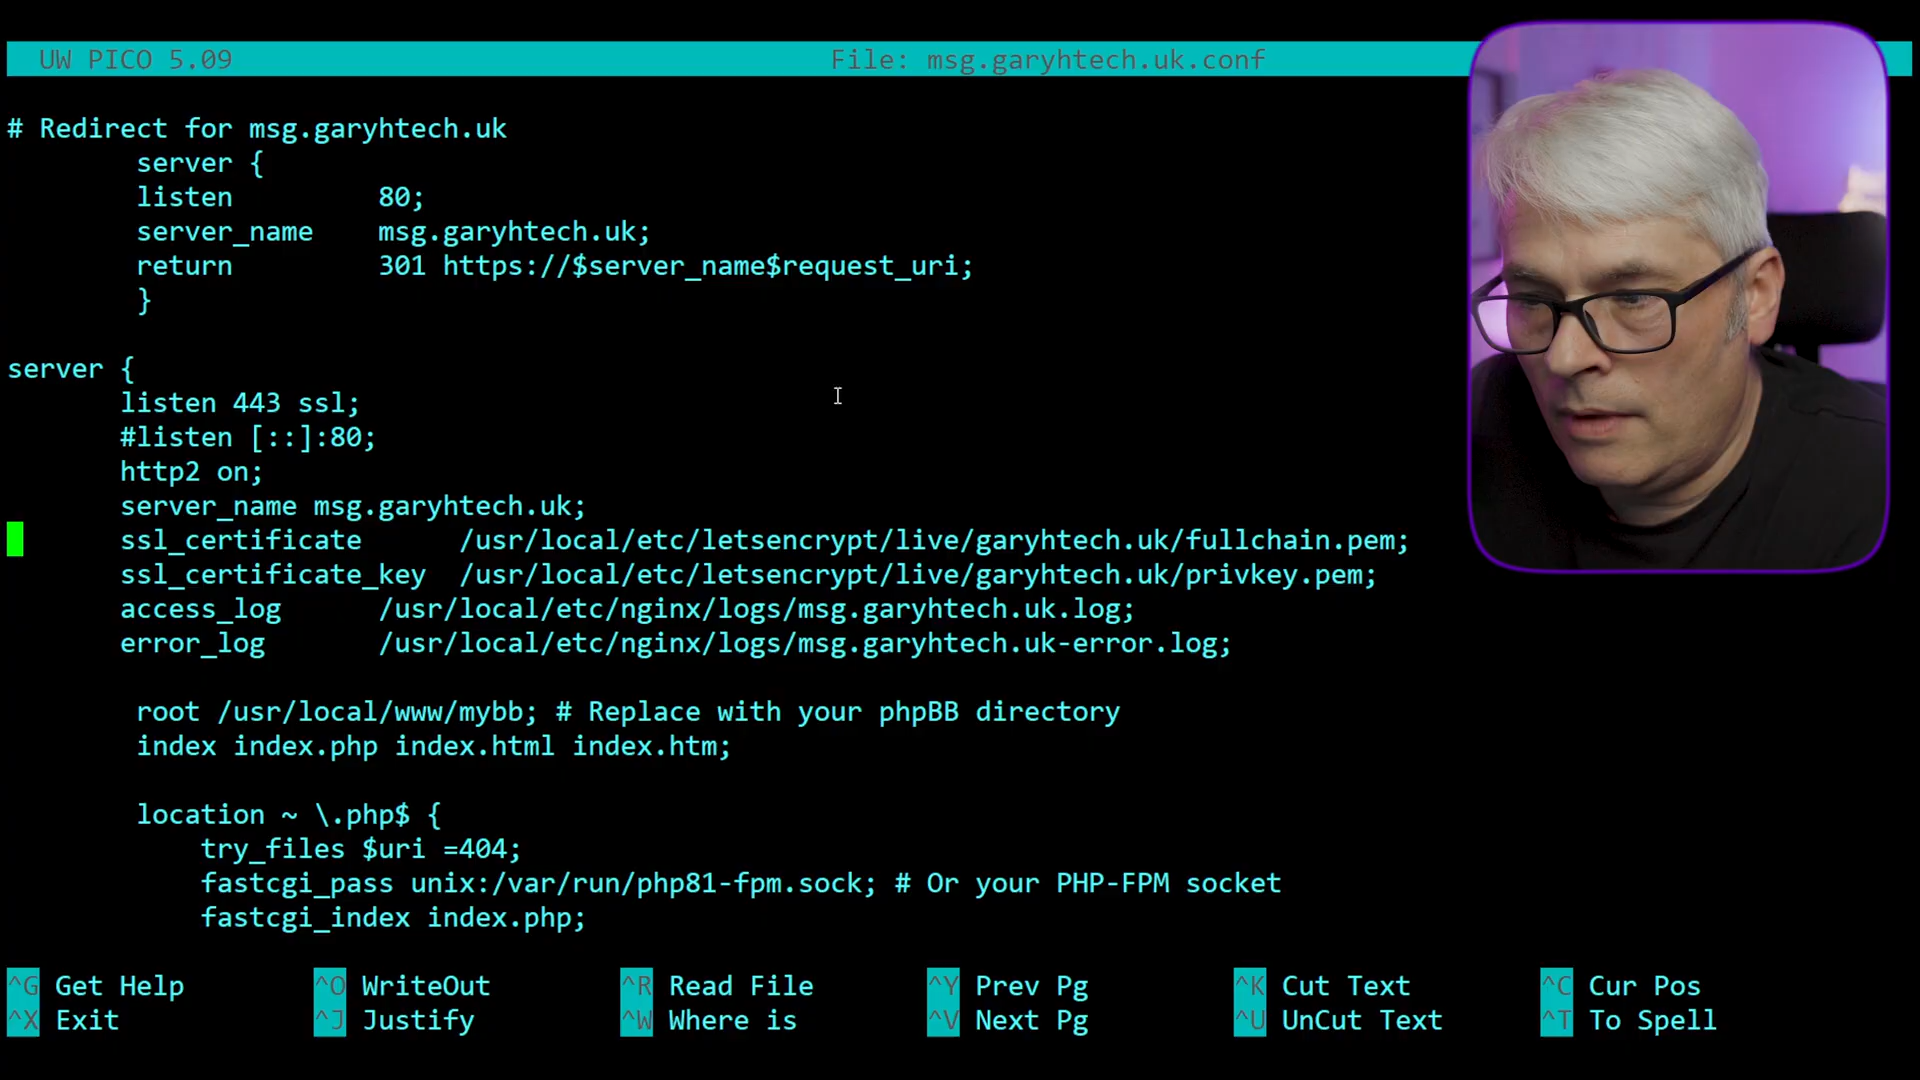 UW PICO 5.09 File: msg.garyhtech.uk.conf
# Redirect for msg.garyhtech.uk
server {
listen 80;
server_name msg.garyhtech.uk;
return 301 https://$server_name$request_uri;
}
server {
listen 443 ssl;
#listen [::]:80;
http2 on;
server_name msg.garyhtech.uk;
ssl_certificate /usr/local/etc/letsencrypt/live/garyhtech.uk/fullchain.pem;
ssl_certificate_key /usr/local/etc/letsencrypt/live/garyhtech.uk/privkey.pem;
access_log /usr/local/etc/nginx/logs/msg.garyhtech.uk.log;
error_log /usr/local/etc/nginx/logs/msg.garyhtech.uk-error.log;
root /usr/local/www/mybb; # Replace with your phpBB directory
index index.php index.html index.htm;
location ~ \.php$ {
try_files $uri =404;
fastcgi_pass unix:/var/run/php81-fpm.sock; # Or your PHP-FPM socket
fastcgi_index index.php;
^G Get Help ^O WriteOut ^R Read File ^Y Prev Pg ^K Cut Text ^C Cur Pos
^X Exit ^J Justify ^W Where is ^V Next Pg ^U UnCut Text ^T To Spell